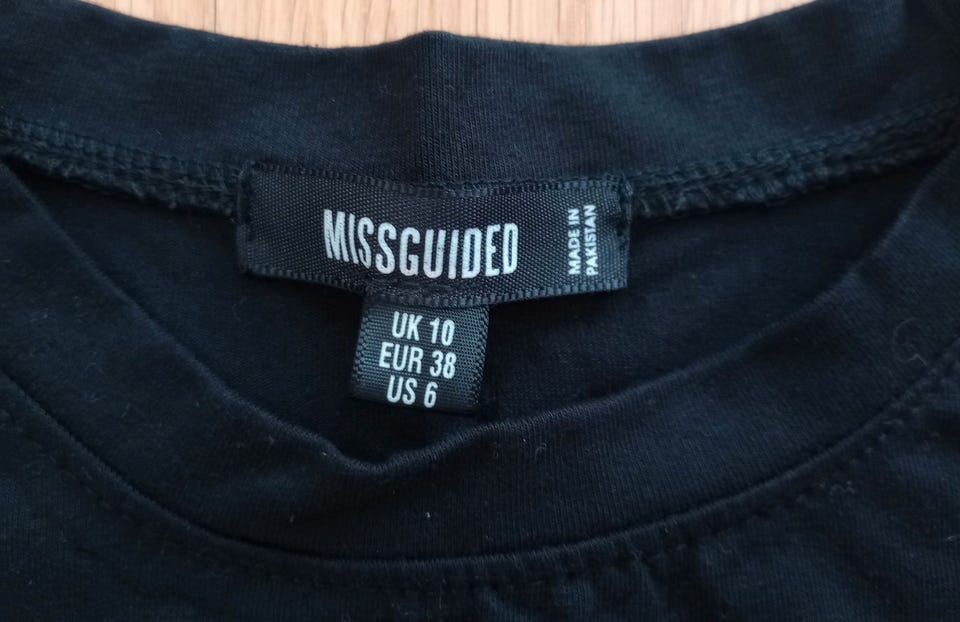 MISSGUIDED
MADE IN
PAKISTAN
UK 10
EUR 38
US 6